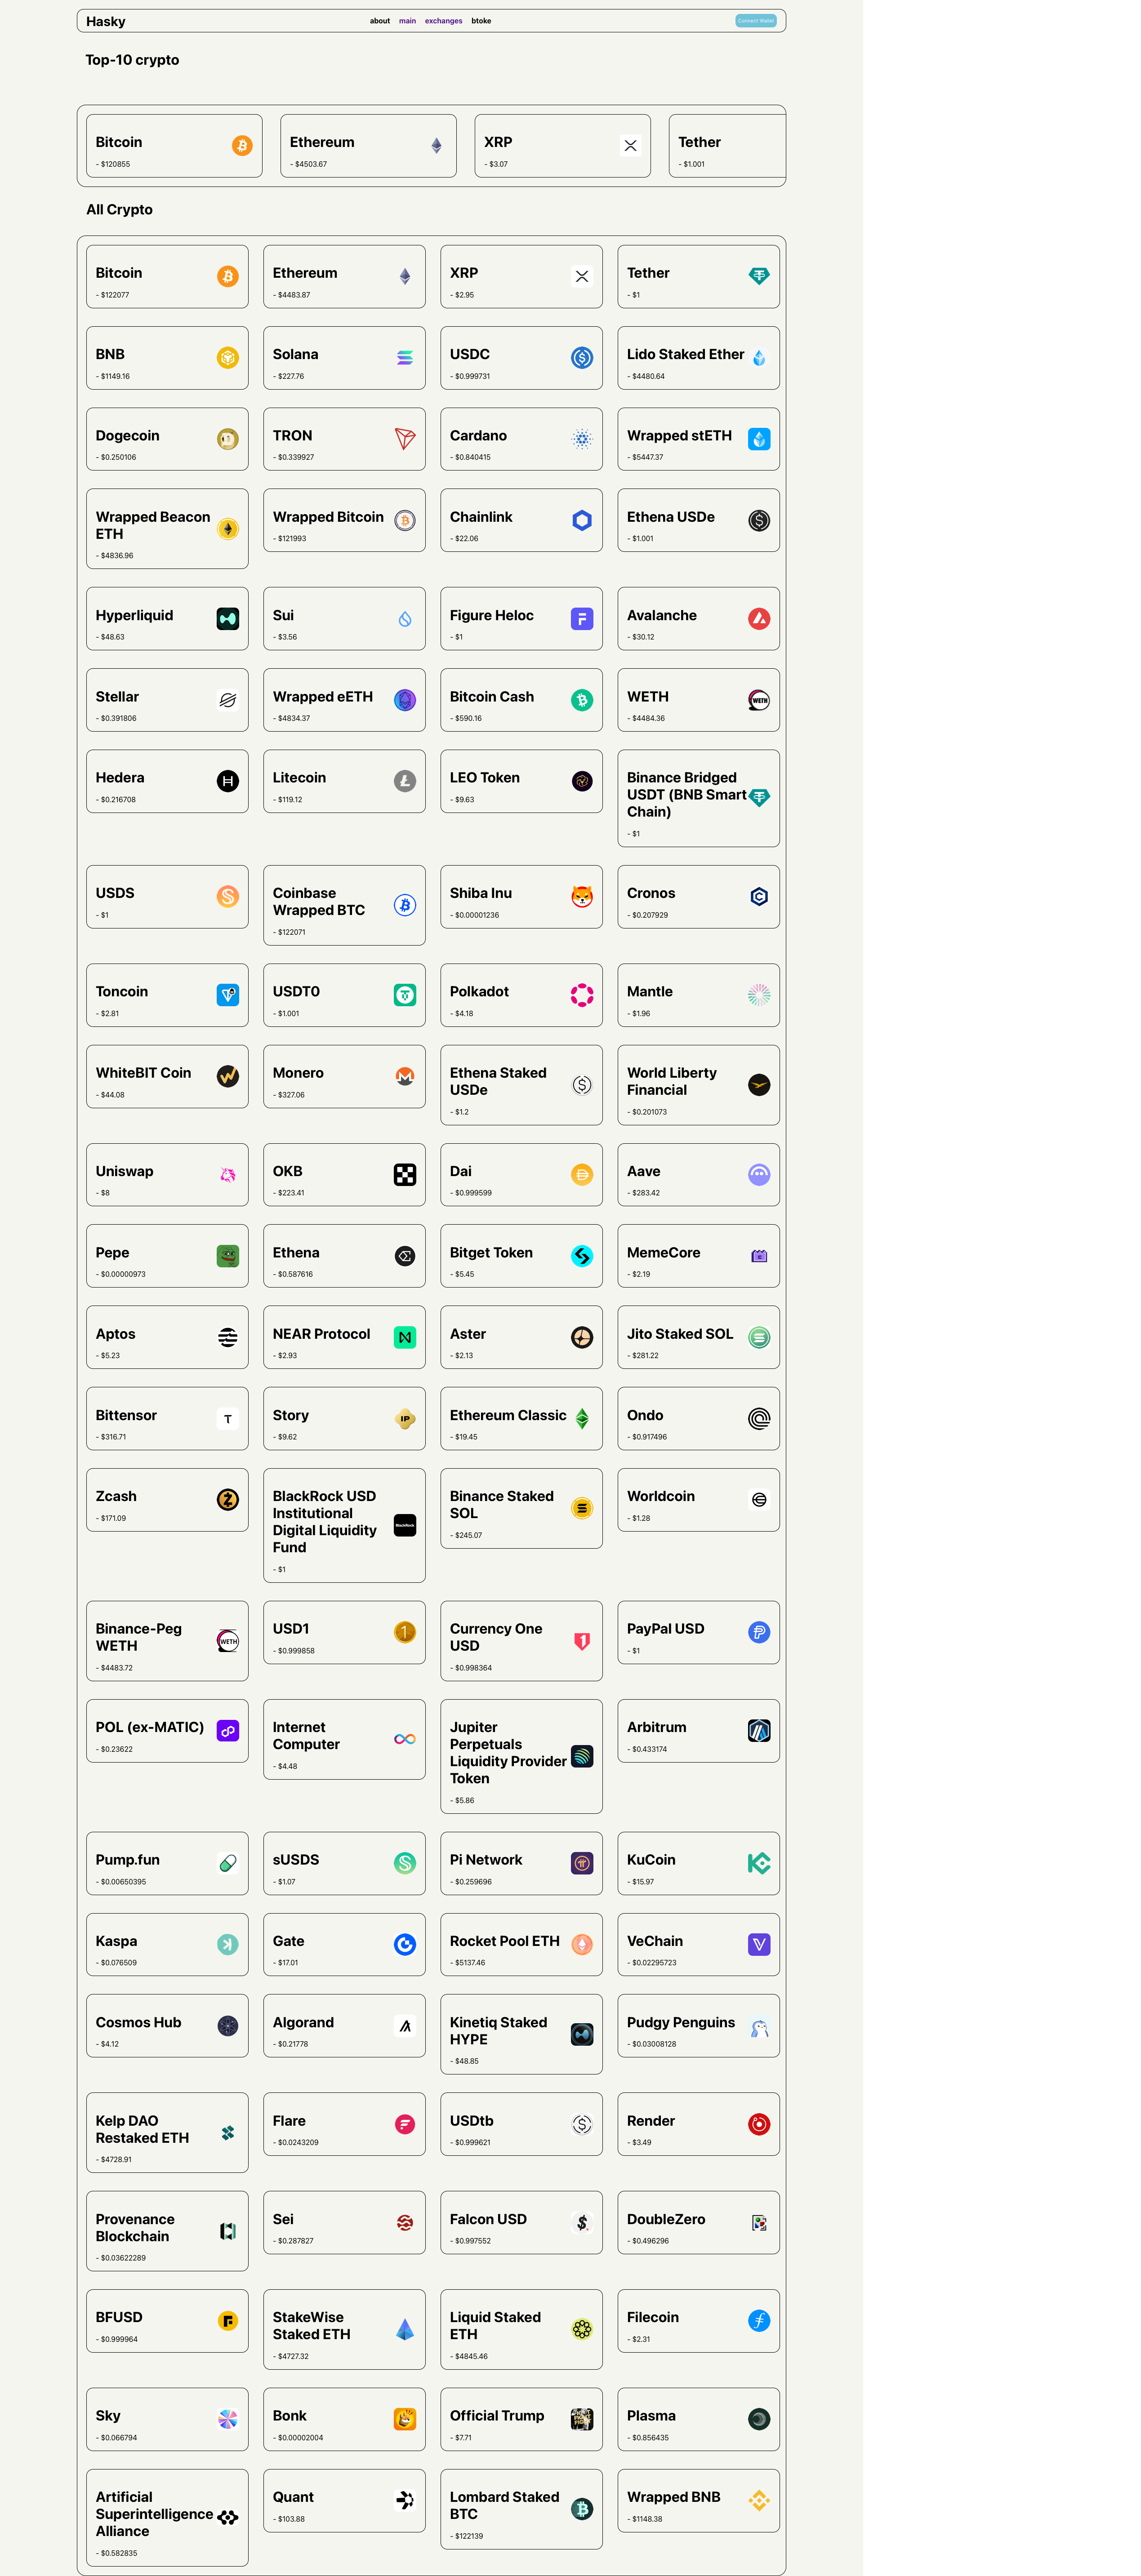 Hasky
about main exchanges btoke
Connect Wallet
Top-10 crypto
Bitcoin
- $120855
Ethereum
- $4503.67
XRP
- $3.07
Tether
- $1.001
All Crypto
Bitcoin
- $122077
Ethereum
- $4483.87
XRP
- $2.95
Tether
- $1
BNB
- $1149.16
Solana
- $227.76
USDC
- $0.999731
Lido Staked Ether
- $4480.64
Dogecoin
- $0.250106
TRON
- $0.339927
Cardano
- $0.840415
Wrapped stETH
- $5447.37
Wrapped Beacon
ETH
- $4836.96
Wrapped Bitcoin
- $121993
Chainlink
- $22.06
Ethena USDe
- $1.001
Hyperliquid
- $48.63
Sui
- $3.56
Figure Heloc
- $1
Avalanche
- $30.12
Stellar
- $0.391806
Wrapped eETH
- $4834.37
Bitcoin Cash
- $590.16
WETH
- $4484.36
WETH
Hedera
- $0.216708
Litecoin
- $119.12
LEO Token
- $9.63
Binance Bridged
USDT (BNB Smart
Chain)
- $1
USDS
- $1
Coinbase
Wrapped BTC
- $122071
Shiba Inu
- $0.00001236
Cronos
- $0.207929
Toncoin
- $2.81
USDT0
- $1.001
Polkadot
- $4.18
Mantle
- $1.96
WhiteBIT Coin
- $44.08
Monero
- $327.06
Ethena Staked
USDe
- $1.2
World Liberty
Financial
- $0.201073
Uniswap
- $8
OKB
- $223.41
Dai
- $0.999599
Aave
- $283.42
Pepe
- $0.00000973
Ethena
- $0.587616
Bitget Token
- $5.45
MemeCore
- $2.19
Aptos
- $5.23
NEAR Protocol
- $2.93
Aster
- $2.13
Jito Staked SOL
- $281.22
Bittensor
- $316.71
Story
- $9.62
IP
Ethereum Classic
- $19.45
Ondo
- $0.917496
Zcash
- $171.09
BlackRock USD
Institutional
Digital Liquidity
Fund
- $1
BlackRock
Binance Staked
SOL
- $245.07
Worldcoin
- $1.28
Binance-Peg
WETH
- $4483.72
WETH
USD1
- $0.999858
1
Currency One
USD
- $0.998364
1
PayPal USD
- $1
POL (ex-MATIC)
- $0.23622
Internet
Computer
- $4.48
Jupiter
Perpetuals
Liquidity Provider
Token
- $5.86
Arbitrum
- $0.433174
Pump.fun
- $0.00650395
sUSDS
- $1.07
Pi Network
- $0.259696
KuCoin
- $15.97
Kaspa
- $0.076509
Gate
- $17.01
Rocket Pool ETH
- $5137.46
VeChain
- $0.02295723
Cosmos Hub
- $4.12
Algorand
- $0.21778
Kinetiq Staked
HYPE
- $48.85
Pudgy Penguins
- $0.03008128
Kelp DAO
Restaked ETH
- $4728.91
Flare
- $0.0243209
USDtb
- $0.999621
Render
- $3.49
Provenance
Blockchain
- $0.03622289
Sei
- $0.287827
Falcon USD
- $0.997552
DoubleZero
- $0.496296
BFUSD
- $0.999964
StakeWise
Staked ETH
- $4727.32
Liquid Staked
ETH
- $4845.46
Filecoin
- $2.31
Sky
- $0.066794
Bonk
- $0.00002004
Official Trump
- $7.71
Plasma
- $0.856435
Artificial
Superintelligence
Alliance
- $0.582835
Quant
- $103.88
Lombard Staked
BTC
- $122139
Wrapped BNB
- $1148.38